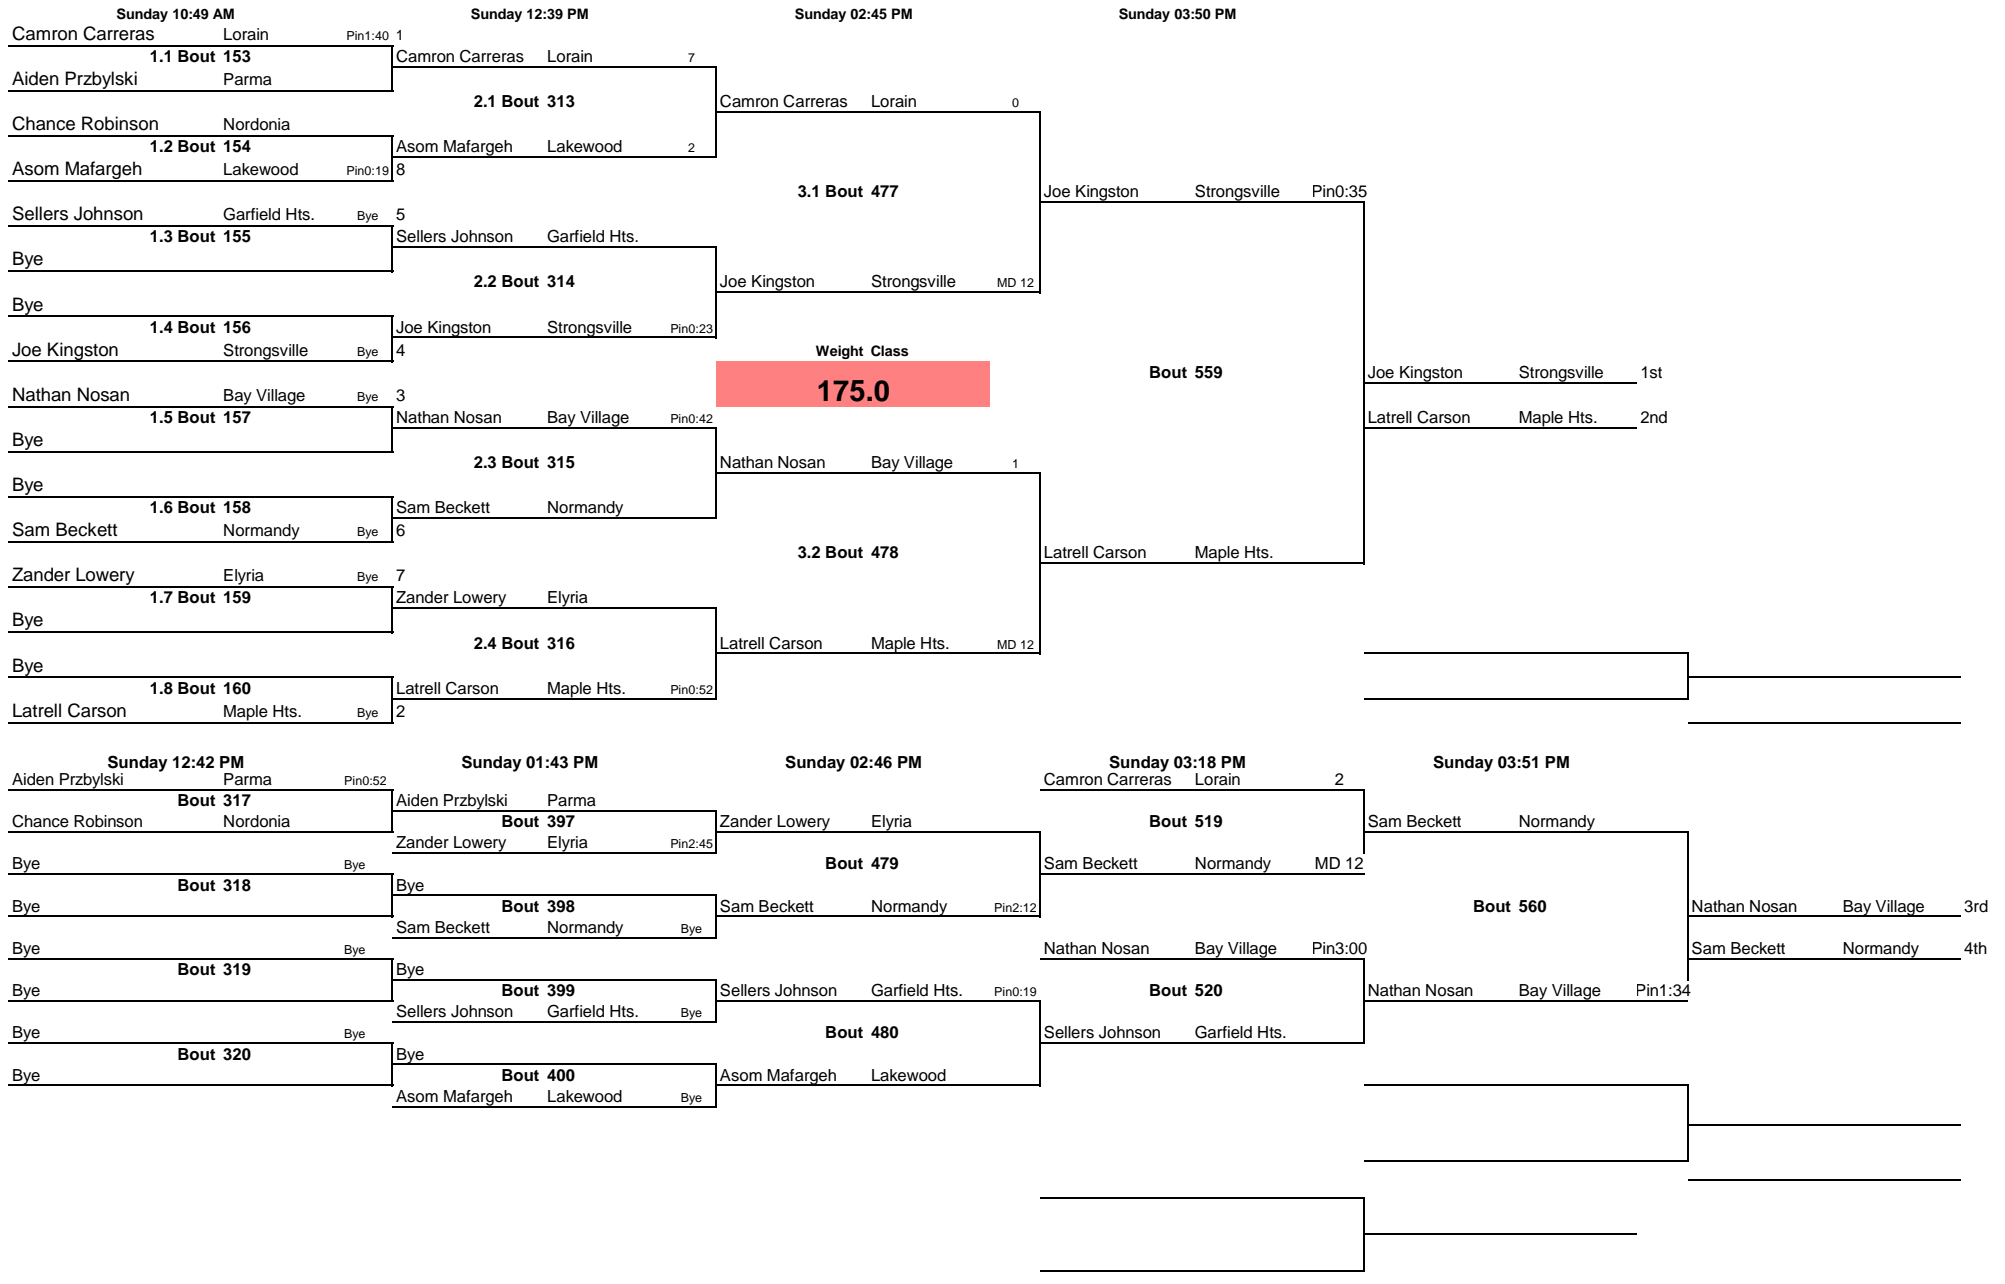 Sunday 10:49 AM Sunday 12:39 PM Sunday 02:45 PM Sunday 03:50 PM
Camron Carreras Lorain Pin1:40 1
1.1 Bout 153 Camron Carreras Lorain 7
Aiden Przbylski Parma
2.1 Bout 313 Camron Carreras Lorain 0
Chance Robinson Nordonia
1.2 Bout 154 Asom Mafargeh Lakewood 2
Asom Mafargeh Lakewood Pin0:19 8
3.1 Bout 477 Joe Kingston Strongsville Pin0:35
Sellers Johnson Garfield Hts. Bye 5
1.3 Bout 155 Sellers Johnson Garfield Hts.
Bye
2.2 Bout 314 Joe Kingston Strongsville MD 12
Bye
1.4 Bout 156 Joe Kingston Strongsville Pin0:23
Joe Kingston Strongsville Bye 4 Weight Class
Bout 559 Joe Kingston Strongsville 1st
Nathan Nosan Bay Village Bye 3 175.0
1.5 Bout 157 Nathan Nosan Bay Village Pin0:42 Latrell Carson Maple Hts. 2nd
Bye
2.3 Bout 315 Nathan Nosan Bay Village 1
Bye
1.6 Bout 158 Sam Beckett Normandy
Sam Beckett Normandy Bye 6
3.2 Bout 478 Latrell Carson Maple Hts.
Zander Lowery Elyria Bye 7
1.7 Bout 159 Zander Lowery Elyria
Bye
2.4 Bout 316 Latrell Carson Maple Hts. MD 12
Bye
1.8 Bout 160 Latrell Carson Maple Hts. Pin0:52
Latrell Carson Maple Hts. Bye 2
Sunday 12:42 PM Sunday 01:43 PM Sunday 02:46 PM Sunday 03:18 PM Sunday 03:51 PM
Aiden Przbylski Parma Pin0:52 Camron Carreras Lorain 2
Bout 317 Aiden Przbylski Parma
Chance Robinson Nordonia Bout 397 Zander Lowery Elyria Bout 519 Sam Beckett Normandy
Zander Lowery Elyria Pin2:45
Bye Bye Bout 479 Sam Beckett Normandy MD 12
Bout 318 Bye
Bye Bout 398 Sam Beckett Normandy Pin2:12 Bout 560 Nathan Nosan Bay Village 3rd
Sam Beckett Normandy Bye
Bye Bye Nathan Nosan Bay Village Pin3:00 Sam Beckett Normandy 4th
Bout 319 Bye
Bye Bout 399 Sellers Johnson Garfield Hts. Pin0:19 Bout 520 Nathan Nosan Bay Village Pin1:34
Sellers Johnson Garfield Hts. Bye
Bye Bye Bout 480 Sellers Johnson Garfield Hts.
Bout 320 Bye
Bye Bout 400 Asom Mafargeh Lakewood
Asom Mafargeh Lakewood Bye